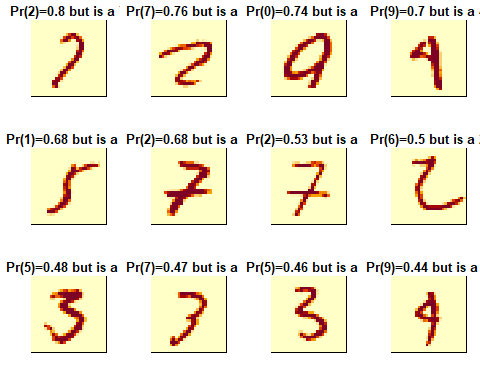 Pr(2)=0.8 but is a Pr(7)=0.76 but is a Pr(0)=0.74 but is a Pr(9)=0.7 but is a
Pr(1)=0.68 but is a Pr(2)=0.68 but is a Pr(2)=0.53 but is a Pr(6)=0.5 but is a
Pr(5)=0.48 but is a Pr(7)=0.47 but is a Pr(5)=0.46 but is a Pr(9)=0.44 but is a